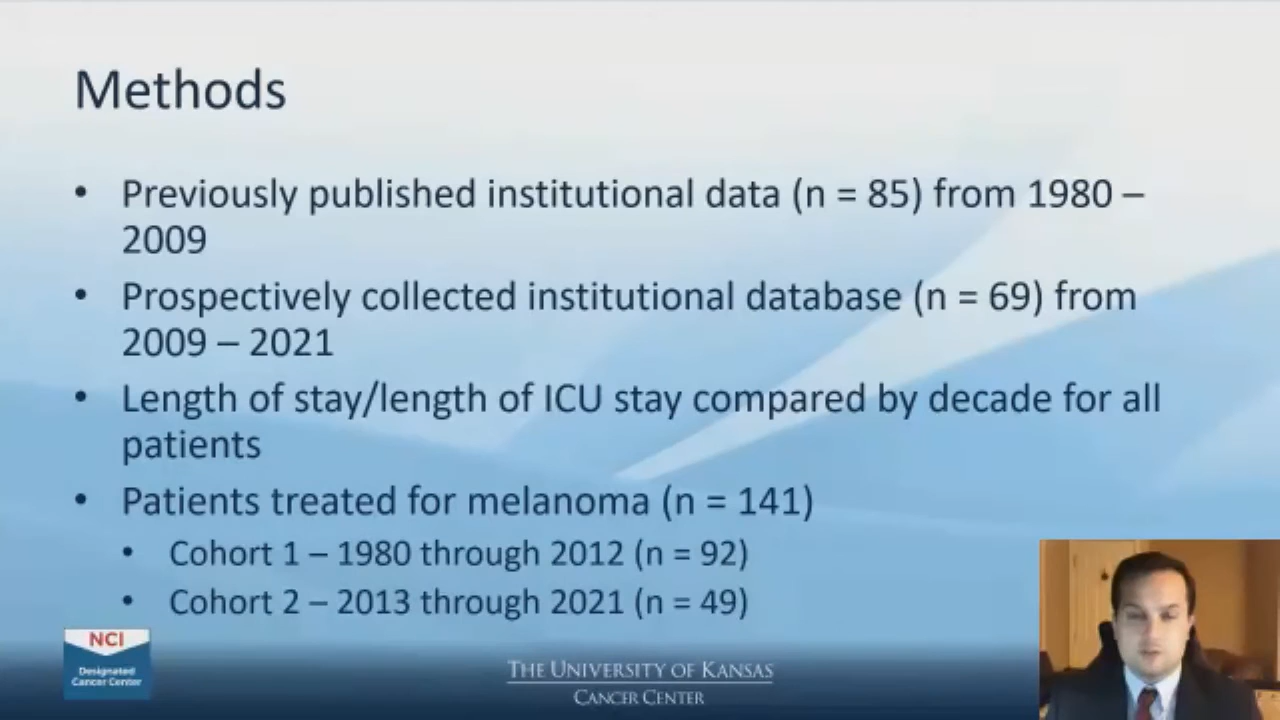 Methods
• Previously published institutional data (n = 85) from 1980 –
2009
• Prospectively collected institutional database (n = 69) from
2009 – 2021
• Length of stay/length of ICU stay compared by decade for all
patients
• Patients treated for melanoma (n = 141)
• Cohort 1 – 1980 through 2012 (n = 92)
• Cohort 2 – 2013 through 2021 (n = 49)
NCI
Designated
Cancer Center
THE UNIVERSITY OF KANSAS
CANCER CENTER